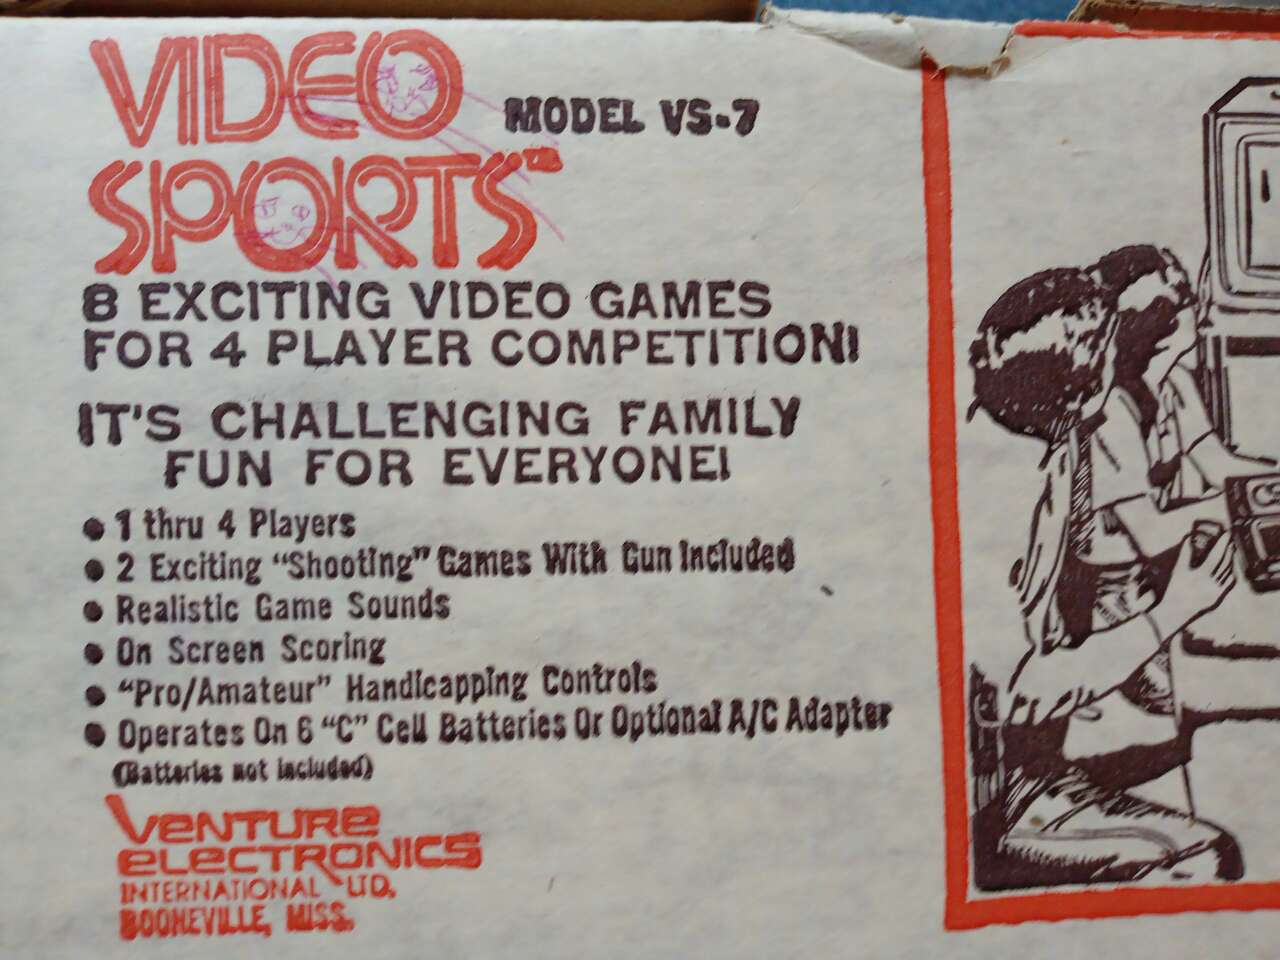 VIDEO
SPORTS™
MODEL VS-7
8 EXCITING VIDEO GAMES
FOR 4 PLAYER COMPETITION!
IT'S CHALLENGING FAMILY
FUN FOR EVERYONE!
• 1 thru 4 Players
• 2 Exciting "Shooting" Games With Gun Included
• Realistic Game Sounds
• On Screen Scoring
• "Pro/Amateur" Handicapping Controls
• Operates On 6 "C" Cell Batteries Or Optional A/C Adapter
(Batteries not included)
VENTURE
ELECTRONICS
INTERNATIONAL LTD.
BOONEVILLE, MISS.